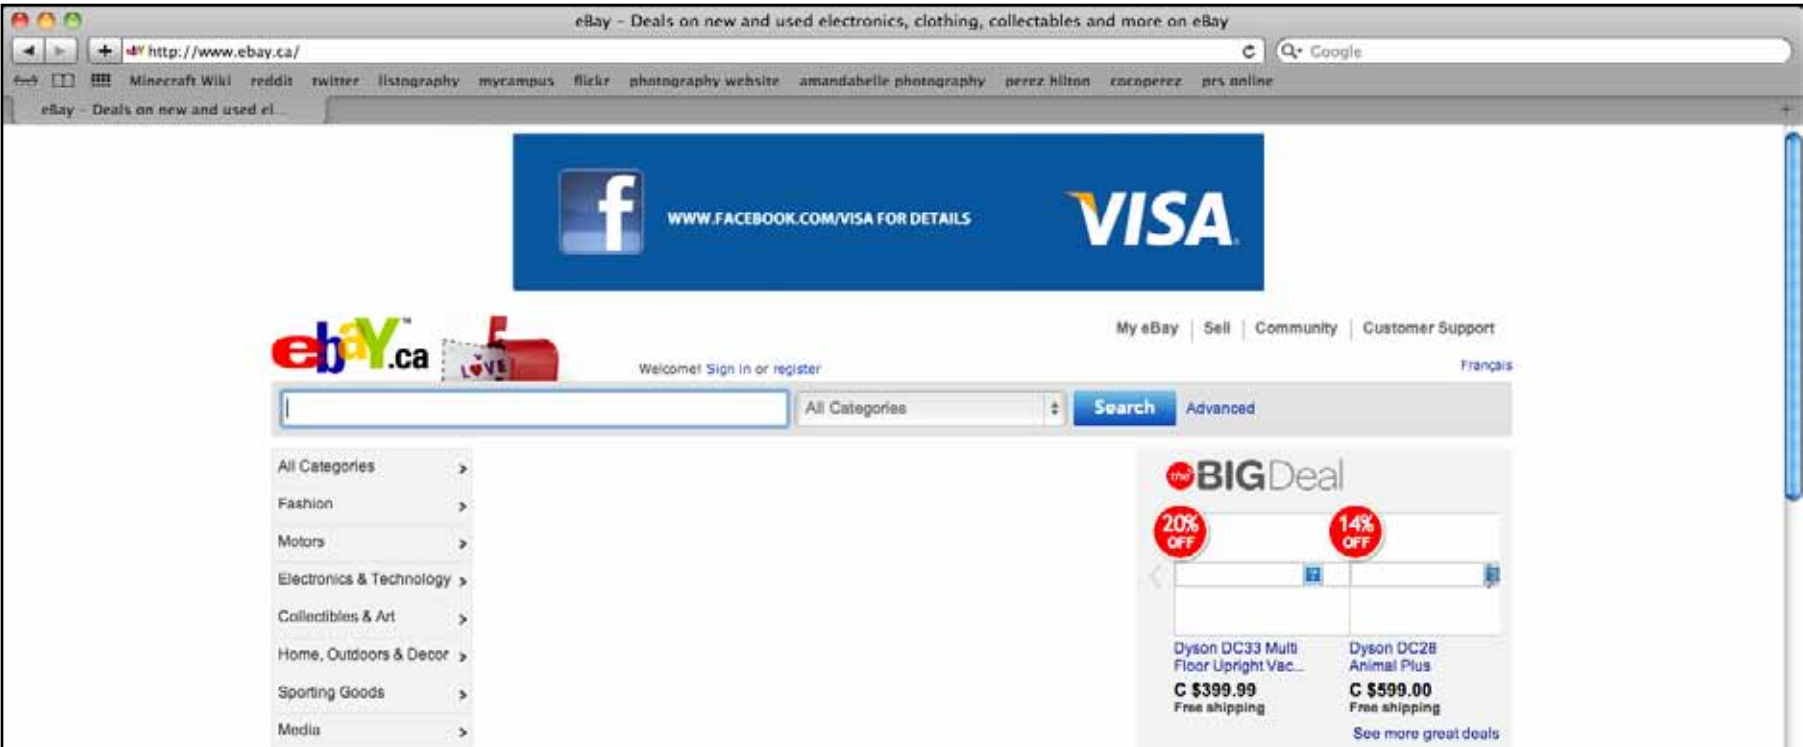 eBay – Deals on new and used electronics, clothing, collectables and more on eBay
http://www.ebay.ca/
Google
Minecraft Wiki reddit twitter listography mycampus flickr photography website amandabelle photography perez hilton cocoperez prs online
eBay – Deals on new and used el...
f WWW.FACEBOOK.COM/VISA FOR DETAILS VISA
ebay.ca
LOVE
My eBay | Sell | Community | Customer Support
Welcome! Sign in or register
Français
All Categories
Search
Advanced
All Categories
Fashion
Motors
Electronics & Technology
Collectibles & Art
Home, Outdoors & Decor
Sporting Goods
Media
the BIG Deal
20% OFF
14% OFF
Dyson DC33 Multi
Floor Upright Vac...
C $399.99
Free shipping
Dyson DC28
Animal Plus
C $599.00
Free shipping
See more great deals